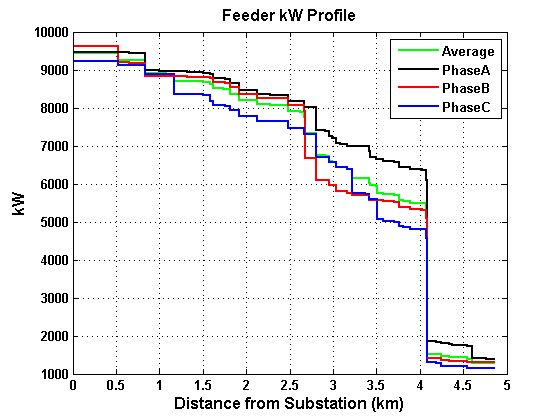 Feeder kW Profile
10000
9000
8000
7000
6000
5000
4000
3000
2000
1000
kW
Average
PhaseA
PhaseB
PhaseC
0 0.5 1 1.5 2 2.5 3 3.5 4 4.5 5
Distance from Substation (km)